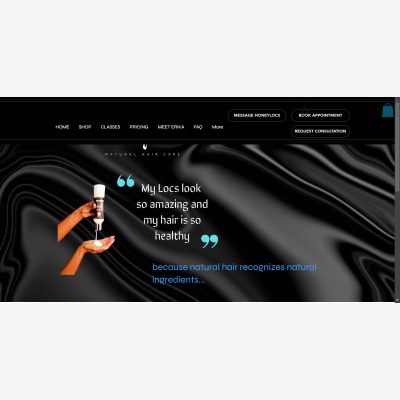 MESSAGE HONEYLOCS
BOOK APPOINTMENT
HOME SHOP CLASSES PRICING MEET ERIKA FAQ More
REQUEST CONSULTATION
NATURAL HAIR CARE
“My Locs look
so amazing and
my hair is so
healthy”
because natural hair recognizes natural
ingredients...